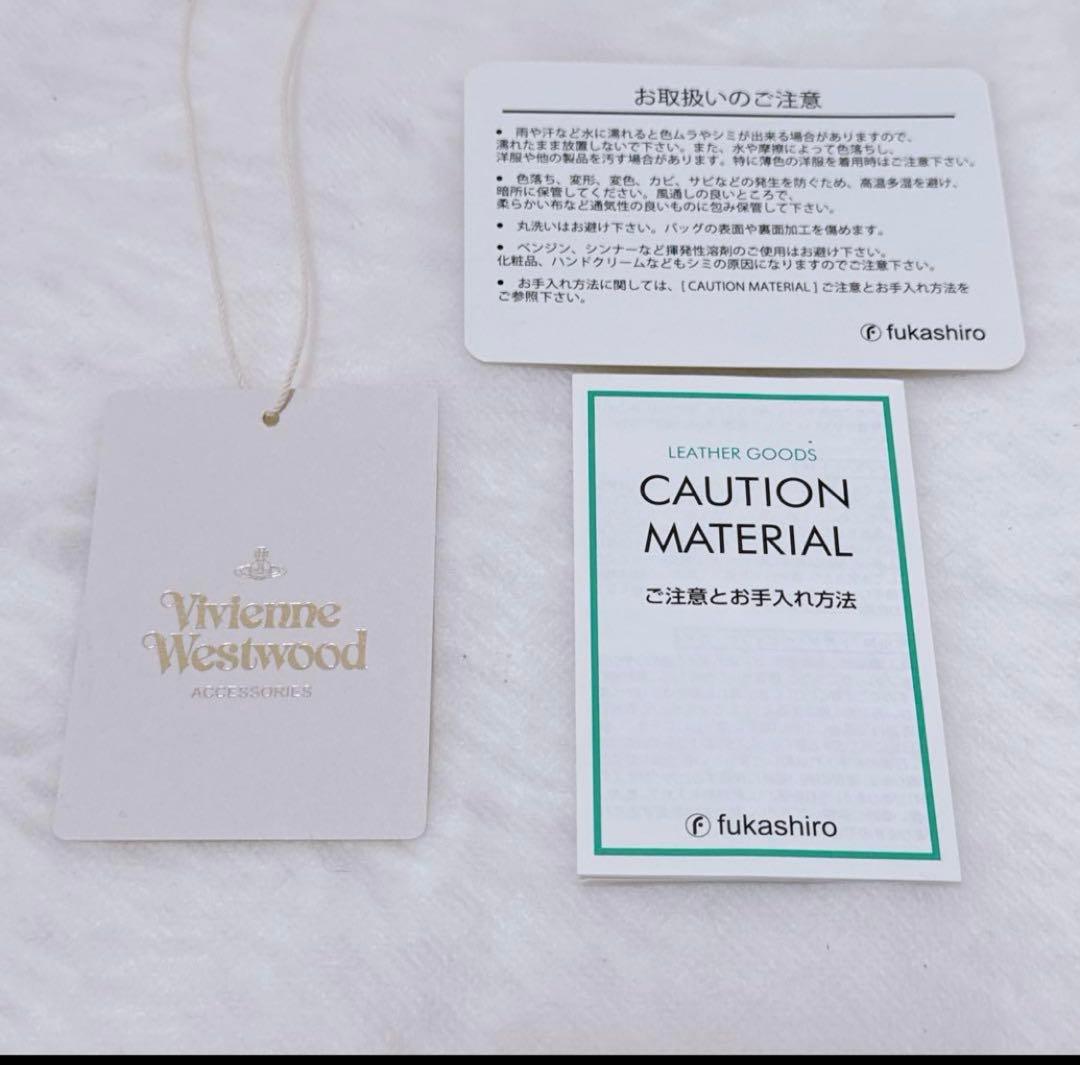 お取扱いのご注意
• 雨や汗など水に濡れると色ムラやシミが出来る場合がありますので、
濡れたまま放置しないで下さい。また、水や摩擦によって色落ちし、
洋服や他の製品を汚す場合があります。特に薄色の洋服を着用時はご注意下さい。
• 色落ち、変形、変色、カビ、サビなどの発生を防ぐため、高温多湿を避け、
暗所に保管してください。風通しの良いところで、
柔らかい布など通気性の良いものに包み保管して下さい。
• 丸洗いはお避け下さい。バッグの表面や裏面加工を傷めます。
• ベンジン、シンナーなど揮発性溶剤のご使用はお避け下さい。
化粧品、ハンドクリームなどもシミの原因になりますのでご注意下さい。
• お手入れ方法に関しては、[ CAUTION MATERIAL ] ご注意とお手入れ方法を
ご参照下さい。
fukashiro
Vivienne
Westwood
ACCESSORIES
LEATHER GOODS
CAUTION
MATERIAL
ご注意とお手入れ方法
fukashiro